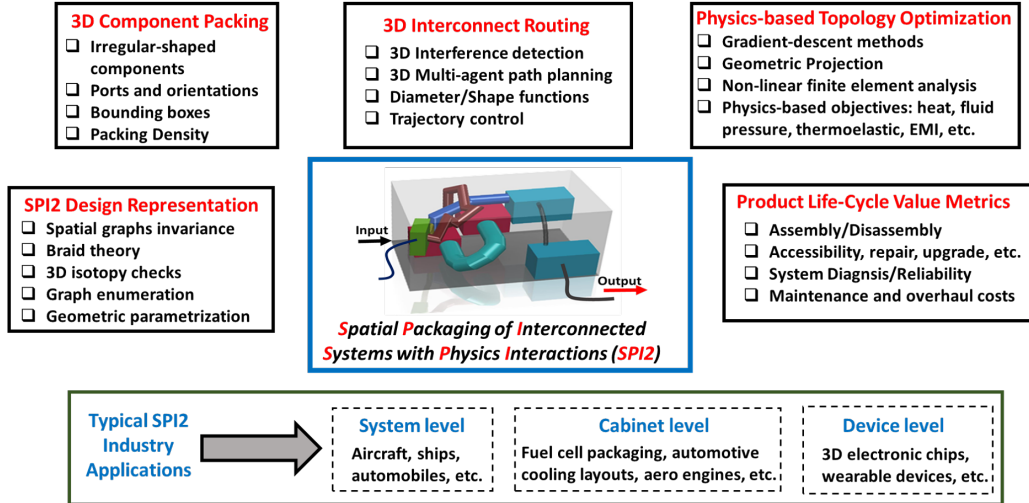 3D Component Packing
❑ Irregular-shaped
components
❑ Ports and orientations
❑ Bounding boxes
❑ Packing Density
3D Interconnect Routing
❑ 3D Interference detection
❑ 3D Multi-agent path planning
❑ Diameter/Shape functions
❑ Trajectory control
Physics-based Topology Optimization
❑ Gradient-descent methods
❑ Geometric Projection
❑ Non-linear finite element analysis
❑ Physics-based objectives: heat, fluid
pressure, thermoelastic, EMI, etc.
SPI2 Design Representation
❑ Spatial graphs invariance
❑ Braid theory
❑ 3D isotopy checks
❑ Graph enumeration
❑ Geometric parametrization
Input
Output
Spatial Packaging of Interconnected
Systems with Physics Interactions (SPI2)
Product Life-Cycle Value Metrics
❑ Assembly/Disassembly
❑ Accessibility, repair, upgrade, etc.
❑ System Diagnsis/Reliability
❑ Maintenance and overhaul costs
Typical SPI2
Industry
Applications
System level
Aircraft, ships,
automobiles, etc.
Cabinet level
Fuel cell packaging, automotive
cooling layouts, aero engines, etc.
Device level
3D electronic chips,
wearable devices, etc.